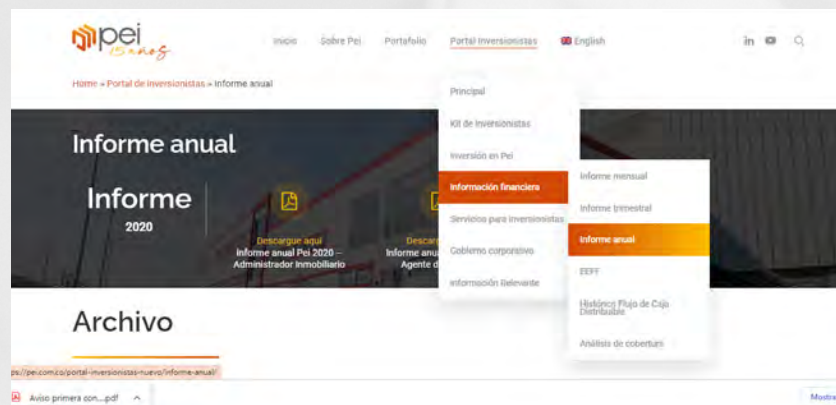 pei
15 años
Inicio
Sobre Pei
Portafolio
Portal Inversionistas
English
in
Home » Portal de Inversionistas » Informe anual
Principal
Kit de Inversionistas
Inversión en Pei
Información financiera
Servicios para Inversionistas
Gobierno corporativo
Información Relevante
Informe mensual
Informe trimestral
Informe anual
EEFF
Histórico Flujo de Caja
Distribuible
Análisis de cobertura
Informe anual
Informe
2020
Descargue aquí
Informe anual Pei 2020 –
Administrador Inmobiliario
Descar
Informe anu
Agente d
Archivo
ps://pei.com.co/portal-inversionistas-nuevo/informe-anual/
Aviso primera con....pdf
Mostra